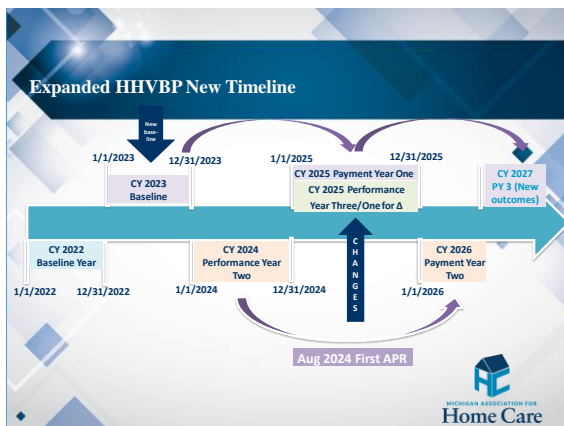 Expanded HHVBP New Timeline
New
base-
line
1/1/2023
12/31/2023
1/1/2025
12/31/2025
CY 2023
Baseline
CY 2025 Payment Year One
CY 2025 Performance
Year Three/One for Δ
CY 2027
PY 3 (New
outcomes)
CY 2022
Baseline Year
CY 2024
Performance Year
Two
CHANGES
CY 2026
Payment Year
Two
1/1/2022
12/31/2022
1/1/2024
12/31/2024
1/1/2026
Aug 2024 First APR
HC
MICHIGAN ASSOCIATION FOR
Home Care